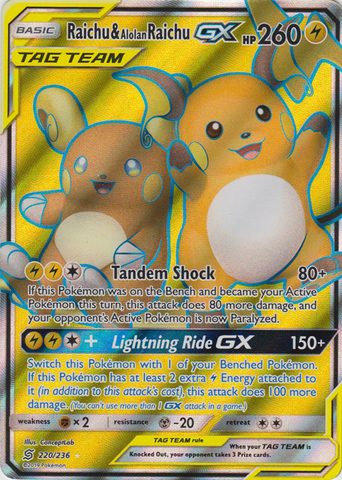 BASIC Raichu & Alolan Raichu GX HP 260
TAG TEAM
Tandem Shock 80+
If this Pokémon was on the Bench and became your Active
Pokémon this turn, this attack does 80 more damage, and
your opponent's Active Pokémon is now Paralyzed.
+ Lightning Ride GX 150+
Switch this Pokémon with 1 of your Benched Pokémon.
If this Pokémon has at least 2 extra Energy attached to
it (in addition to this attack's cost), this attack does 100
more damage. (You can't use more than 1 GX attack in a game.)
weakness × 2 resistance -20 retreat
TAG TEAM rule
Illus. ConceptLab
When your TAG TEAM is
220/236
Knocked Out, your opponent takes 3 Prize cards.
©2019 Pokémon